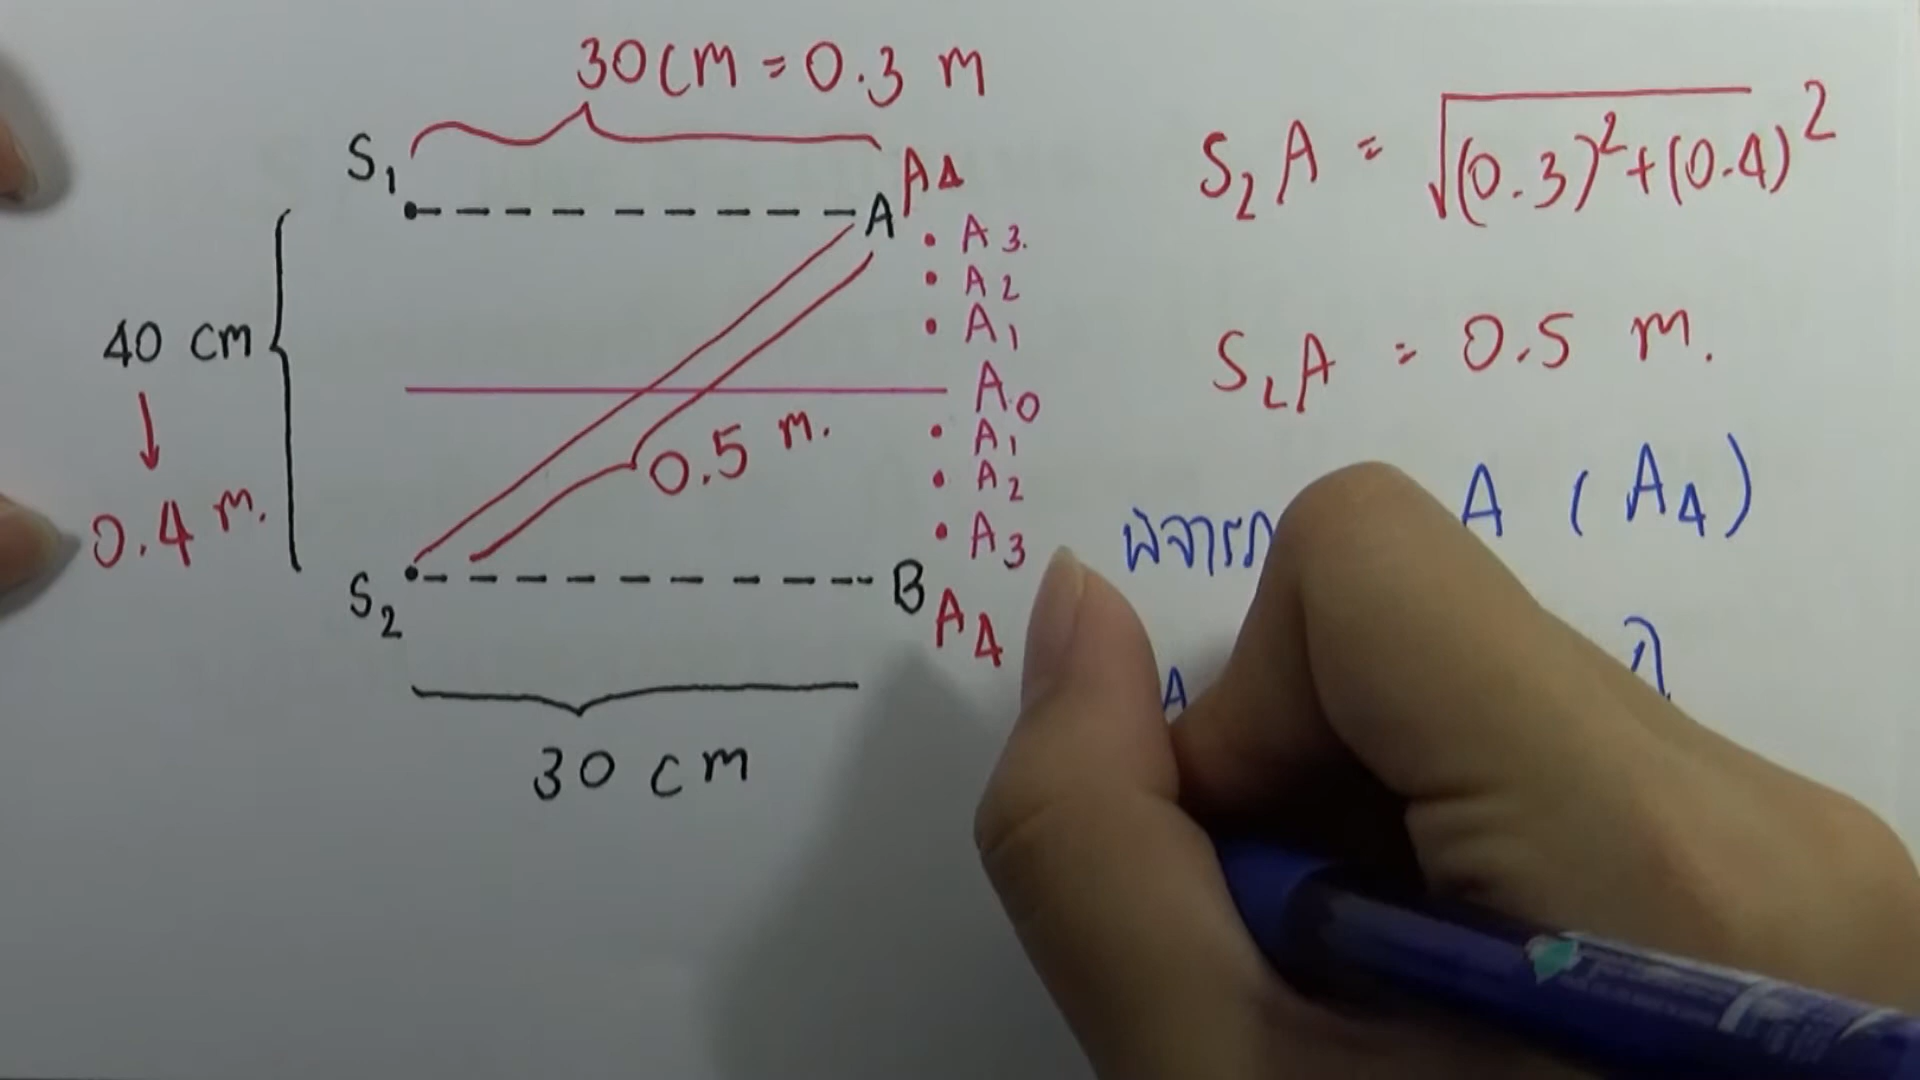 30 cm = 0.3 m
S₁
A A₄
A₃.
A₂
A₁
A₀
A₁
A₂
A₃
40 cm
0.4 m.
0.5 m.
S₂
B A₄
30 cm
S₂A = √(0.3)² + (0.4)²
S₂A = 0.5 m.
A (A₄)
A